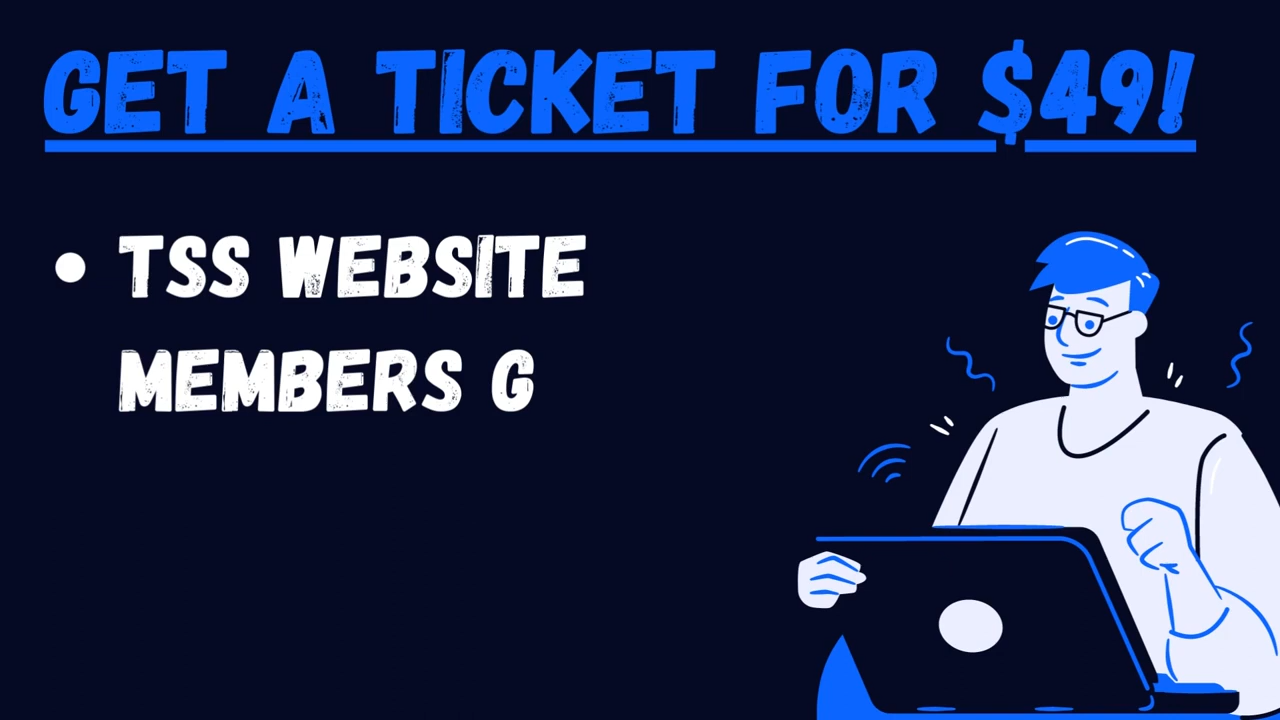 GET A TICKET FOR $49!
• TSS WEBSITE
MEMBERS G